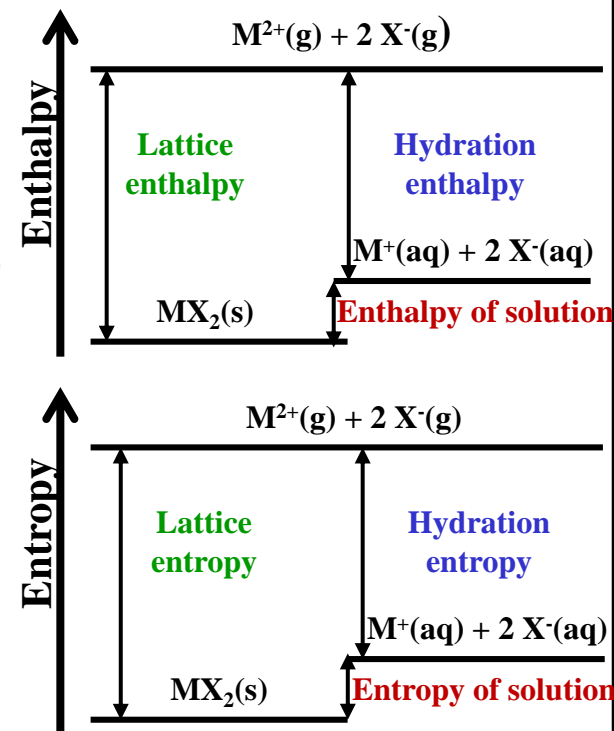 M²⁺(g) + 2 X⁻(g)
Enthalpy
Lattice
enthalpy
Hydration
enthalpy
M⁺(aq) + 2 X⁻(aq)
MX₂(s)
Enthalpy of solution
M²⁺(g) + 2 X⁻(g)
Entropy
Lattice
entropy
Hydration
entropy
M⁺(aq) + 2 X⁻(aq)
MX₂(s)
Entropy of solution